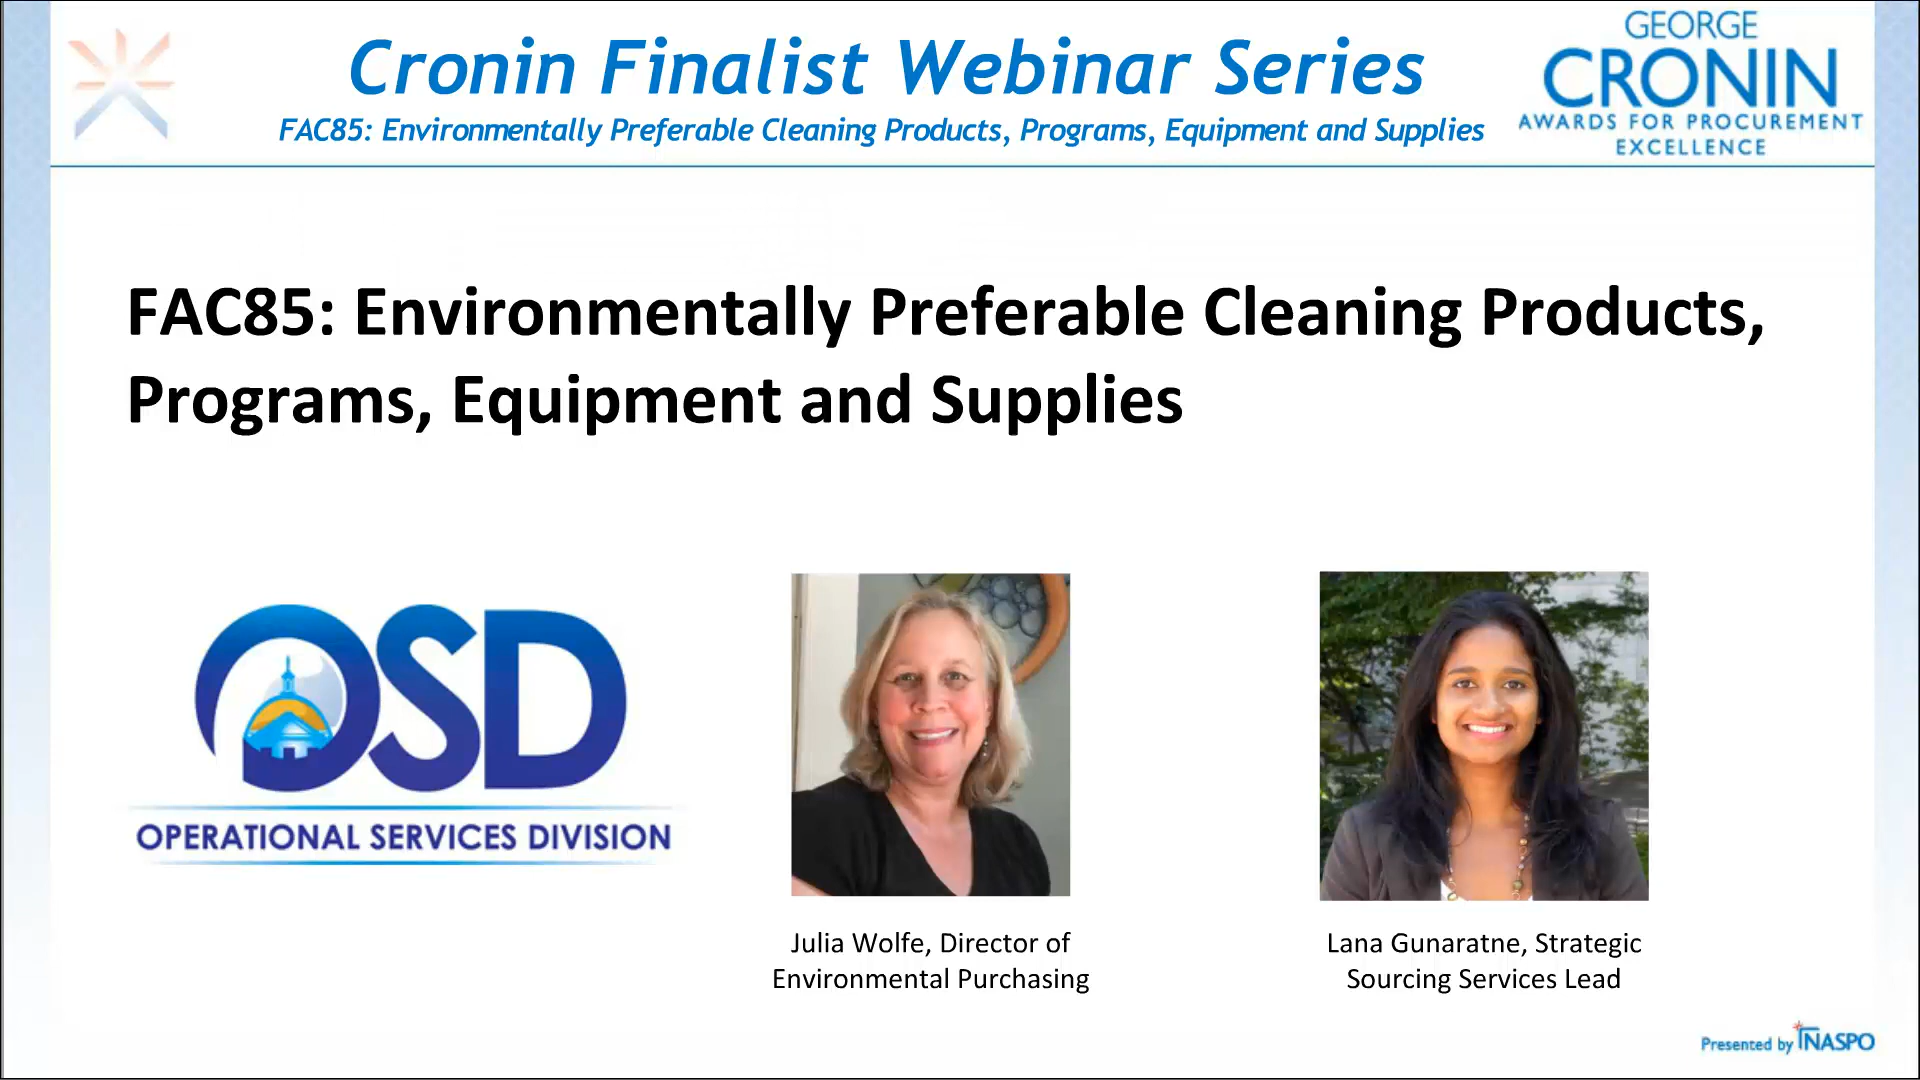 Cronin Finalist Webinar Series
FAC85: Environmentally Preferable Cleaning Products, Programs, Equipment and Supplies
GEORGE
CRONIN
AWARDS FOR PROCUREMENT
EXCELLENCE
FAC85: Environmentally Preferable Cleaning Products,
Programs, Equipment and Supplies
OSD
OPERATIONAL SERVICES DIVISION
Julia Wolfe, Director of
Environmental Purchasing
Lana Gunaratne, Strategic
Sourcing Services Lead
Presented by NASPO